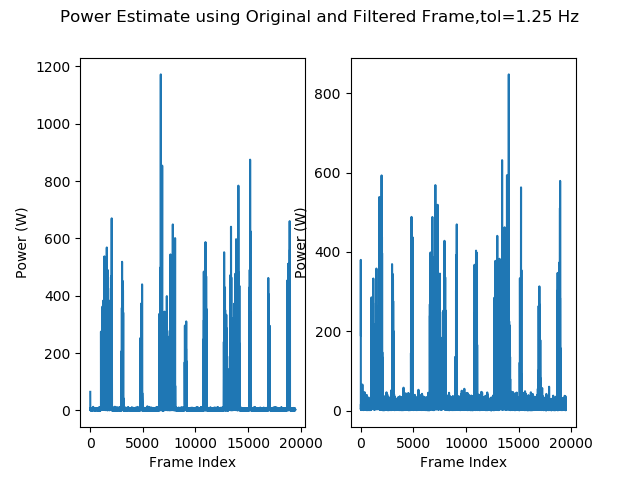 Power Estimate using Original and Filtered Frame,tol=1.25 Hz
1200
1000
800
600
400
200
0
Power (W)
0 5000 10000 15000 20000
Frame Index
800
600
400
200
0
Power (W)
0 5000 10000 15000 20000
Frame Index